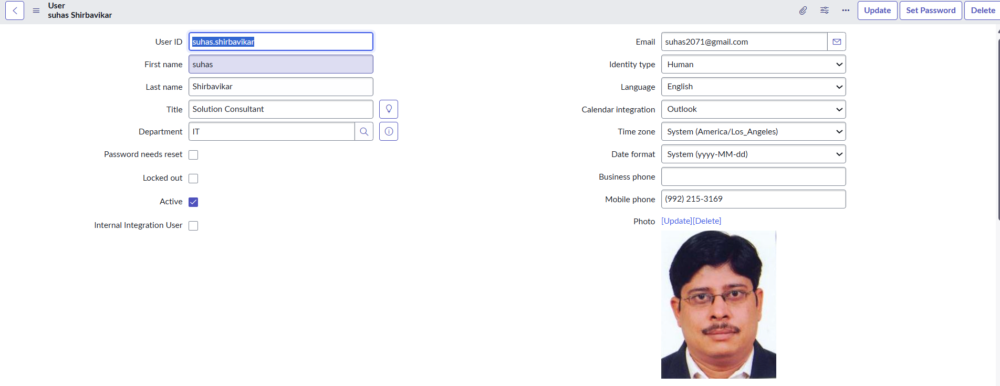 User
suhas Shirbavikar
Update
Set Password
Delete
User ID
suhas.shirbavikar
First name
suhas
Last name
Shirbavikar
Title
Solution Consultant
Department
IT
Password needs reset
Locked out
Active
Internal Integration User
Email
suhas2071@gmail.com
Identity type
Human
Language
English
Calendar integration
Outlook
Time zone
System (America/Los_Angeles)
Date format
System (yyyy-MM-dd)
Business phone
Mobile phone
(992) 215-3169
Photo
[Update][Delete]